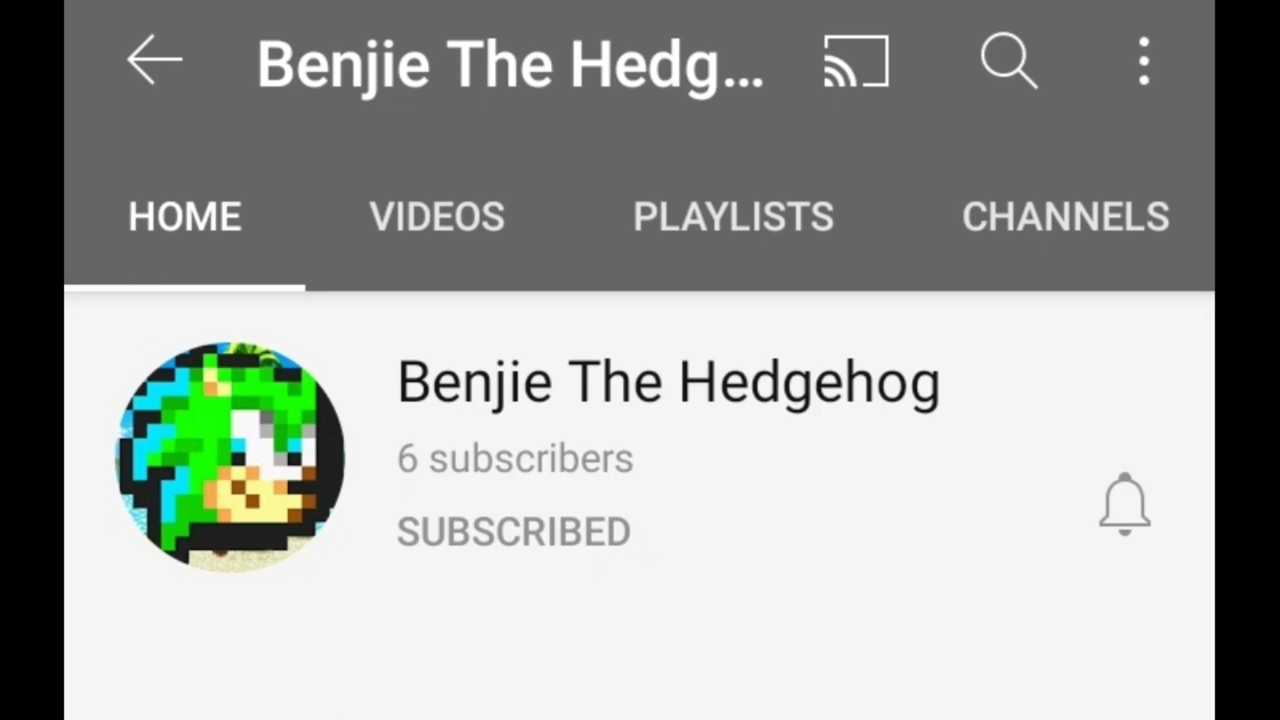 Benjie The Hedg...
HOME VIDEOS PLAYLISTS CHANNELS
Benjie The Hedgehog
6 subscribers
SUBSCRIBED